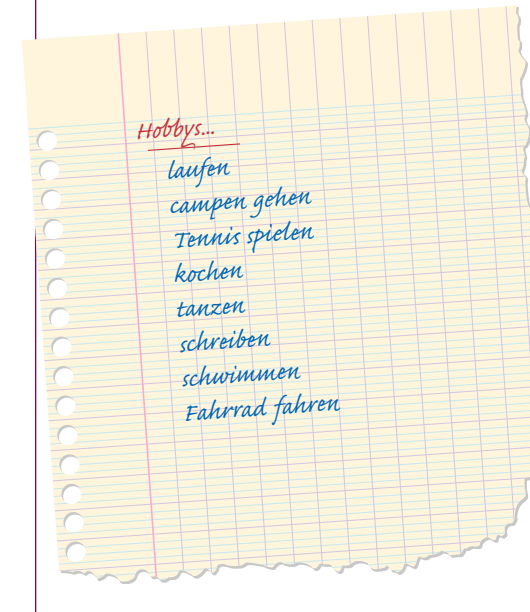 Hobbys...
laufen
campen gehen
Tennis spielen
kochen
tanzen
schreiben
schwimmen
Fahrrad fahren